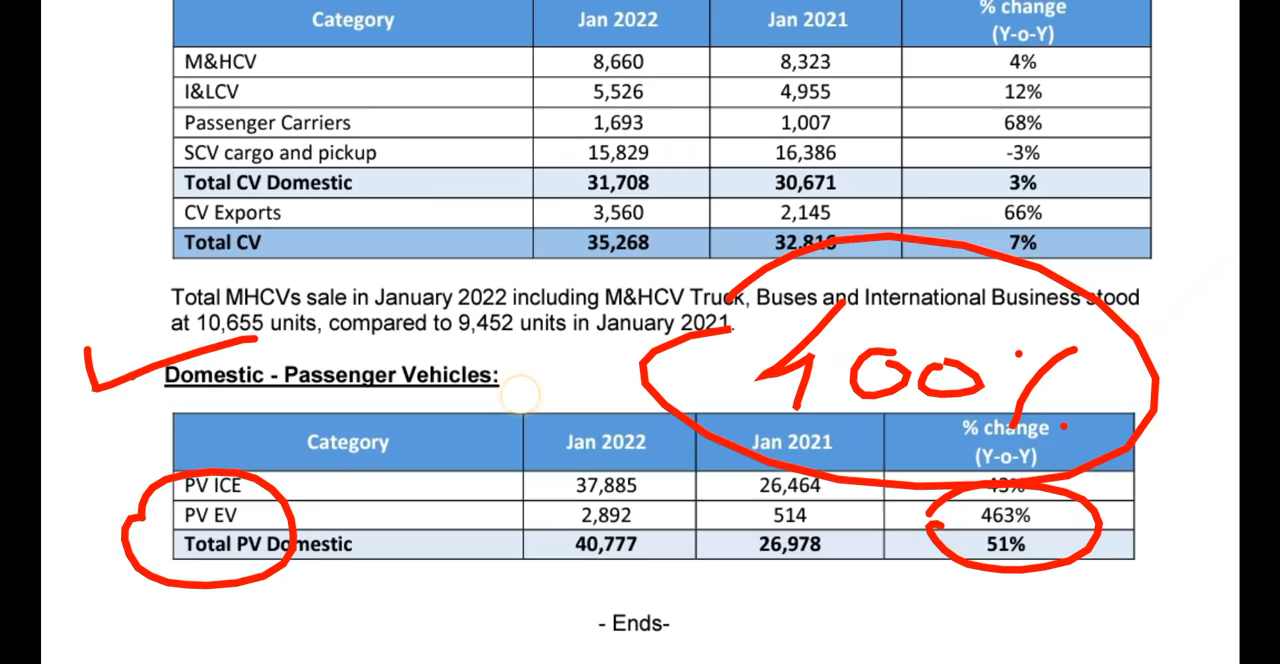 Category Jan 2022 Jan 2021 % change (Y-o-Y)
M&HCV 8,660 8,323 4%
I&LCV 5,526 4,955 12%
Passenger Carriers 1,693 1,007 68%
SCV cargo and pickup 15,829 16,386 -3%
Total CV Domestic 31,708 30,671 3%
CV Exports 3,560 2,145 66%
Total CV 35,268 32,816 7%
Total MHCVs sale in January 2022 including M&HCV Truck, Buses and International Business stood
at 10,655 units, compared to 9,452 units in January 2021.
400%
Domestic - Passenger Vehicles:
Category Jan 2022 Jan 2021 % change (Y-o-Y)
PV ICE 37,885 26,464 43%
PV EV 2,892 514 463%
Total PV Domestic 40,777 26,978 51%
- Ends-